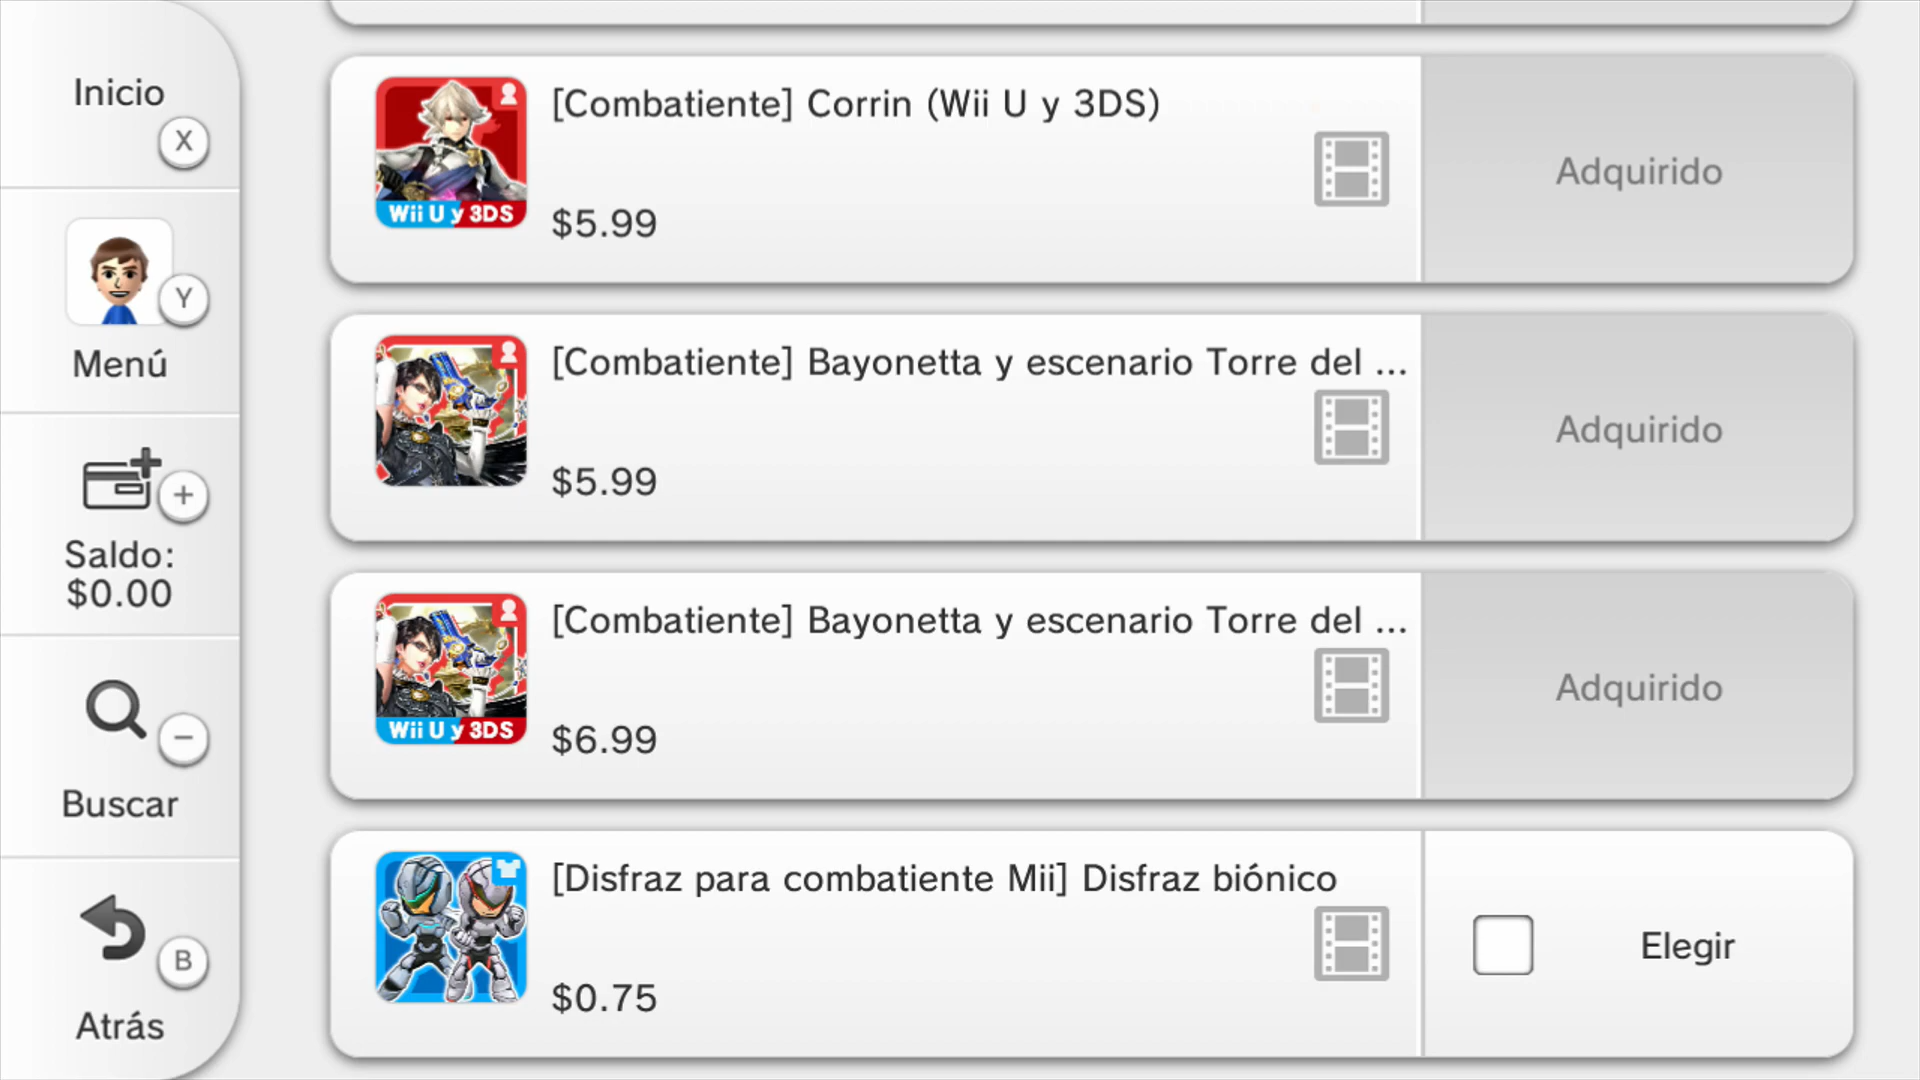 Inicio
X
Y
Menú
+
Saldo:
$0.00
−
Buscar
B
Atrás
[Combatiente] Corrin (Wii U y 3DS)
Wii U y 3DS
$5.99
Adquirido
[Combatiente] Bayonetta y escenario Torre del ...
$5.99
Adquirido
[Combatiente] Bayonetta y escenario Torre del ...
Wii U y 3DS
$6.99
Adquirido
[Disfraz para combatiente Mii] Disfraz biónico
$0.75
Elegir